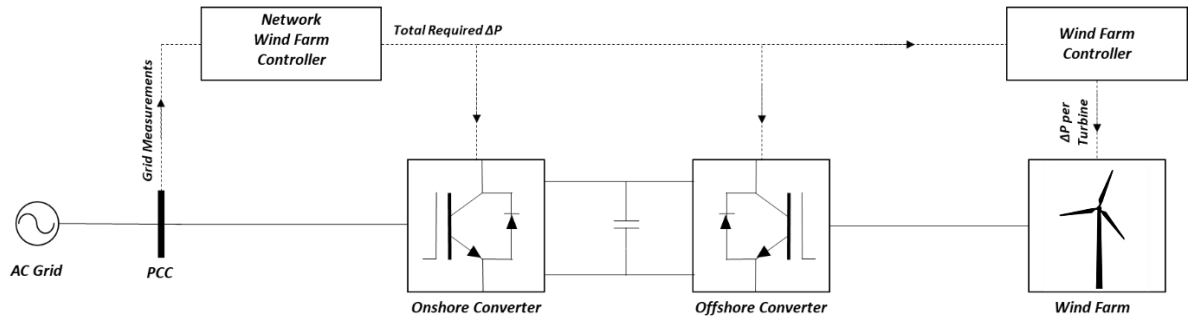 Network
Wind Farm
Controller
Total Required ΔP
Wind Farm
Controller
Grid Measurements
ΔP per
Turbine
AC Grid
PCC
Onshore Converter
Offshore Converter
Wind Farm